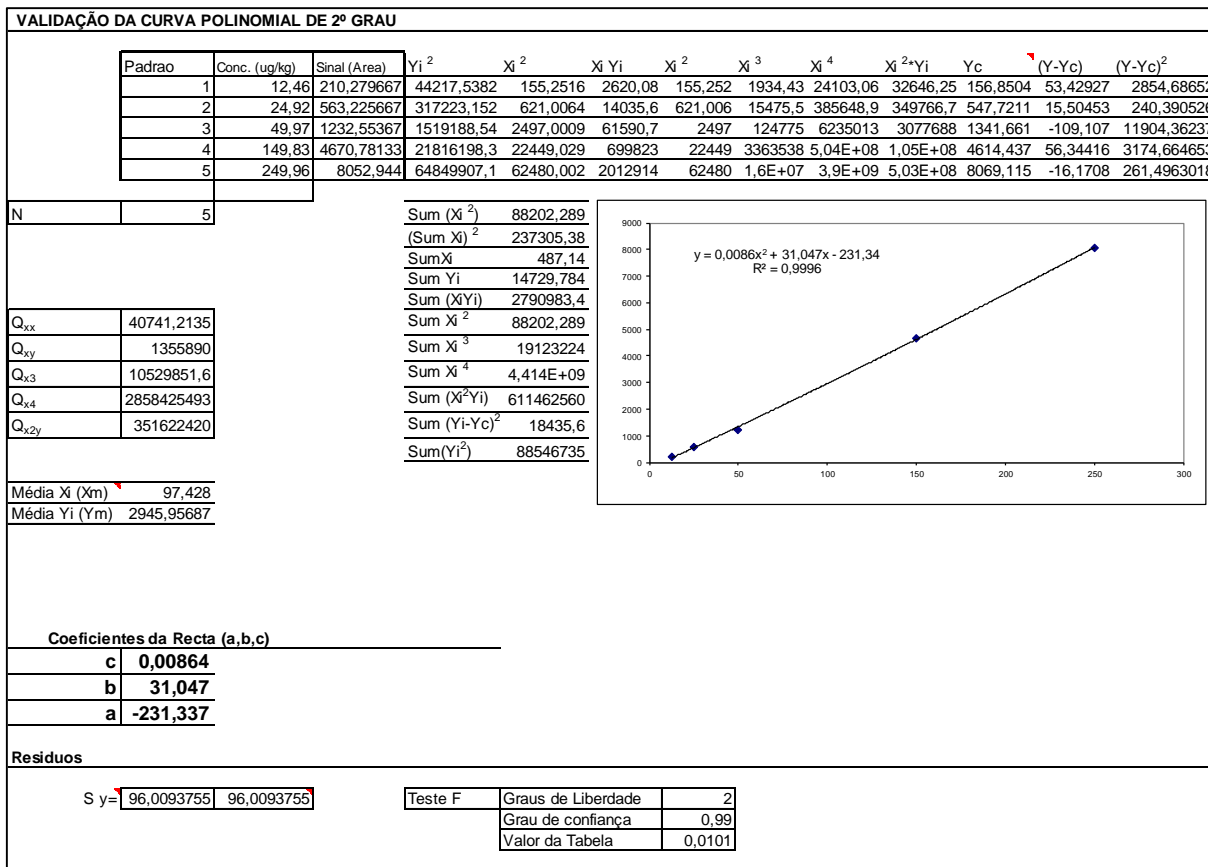 VALIDAÇÃO DA CURVA POLINOMIAL DE 2º GRAU
Padrao Conc. (ug/kg) Sinal (Area) Yi ² Xi ² Xi Yi Xi ² Xi ³ Xi ⁴ Xi ²*Yi Yc (Y-Yc) (Y-Yc)²
1 12,46 210,279667 44217,5382 155,2516 2620,08 155,252 1934,43 24103,06 32646,25 156,8504 53,42927 2854,68652
2 24,92 563,225667 317223,152 621,0064 14035,6 621,006 15475,5 385648,9 349766,7 547,7211 15,50453 240,390526
3 49,97 1232,55367 1519188,54 2497,0009 61590,7 2497 124775 6235013 3077688 1341,661 -109,107 11904,36237
4 149,83 4670,78133 21816198,3 22449,029 699823 22449 3363538 5,04E+08 1,05E+08 4614,437 56,34416 3174,664653
5 249,96 8052,944 64849907,1 62480,002 2012914 62480 1,6E+07 3,9E+09 5,03E+08 8069,115 -16,1708 261,4963018
N 5
Sum (Xi ²) 88202,289
(Sum Xi) ² 237305,38
SumXi 487,14
Sum Yi 14729,784
Sum (XiYi) 2790983,4
Sum Xi ² 88202,289
Sum Xi ³ 19123224
Sum Xi ⁴ 4,414E+09
Sum (Xi²Yi) 611462560
Sum (Yi-Yc)² 18435,6
Sum(Yi²) 88546735
Qxx 40741,2135
Qxy 1355890
Qx3 10529851,6
Qx4 2858425493
Qx2y 351622420
y = 0,0086x² + 31,047x - 231,34
R² = 0,9996
9000
8000
7000
6000
5000
4000
3000
2000
1000
0
0 50 100 150 200 250 300
Média Xi (Xm) 97,428
Média Yi (Ym) 2945,95687
Coeficientes da Recta (a,b,c)
c 0,00864
b 31,047
a -231,337
Residuos
S y= 96,0093755 96,0093755
Teste F Graus de Liberdade 2
Grau de confiança 0,99
Valor da Tabela 0,0101